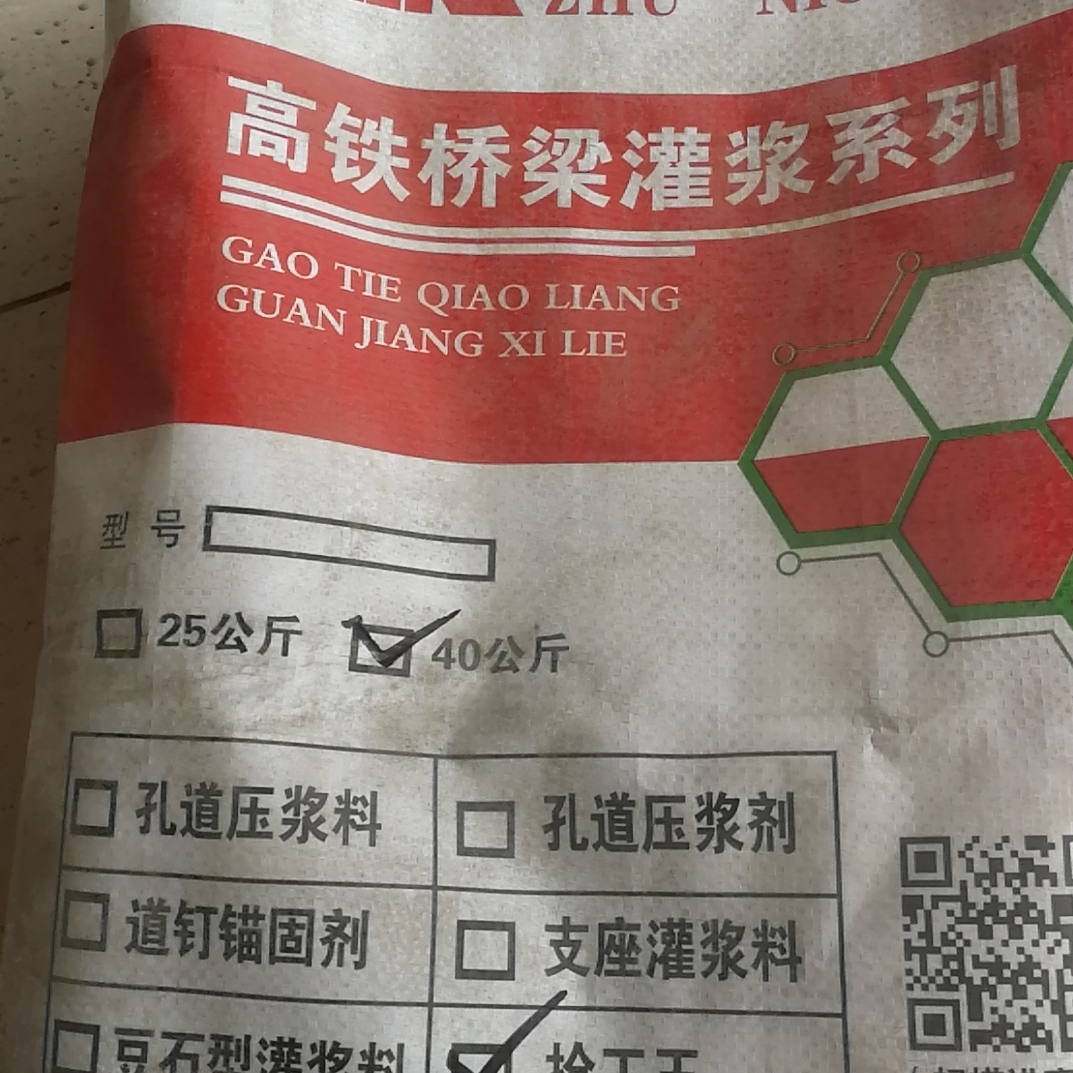 ZHU
高铁桥梁灌浆系列
GAO TIE QIAO LIANG
GUAN JIANG XI LIE
型 号
25公斤 40公斤
孔道压浆料 孔道压浆剂
道钉锚固剂 支座灌浆料
豆石型灌浆料